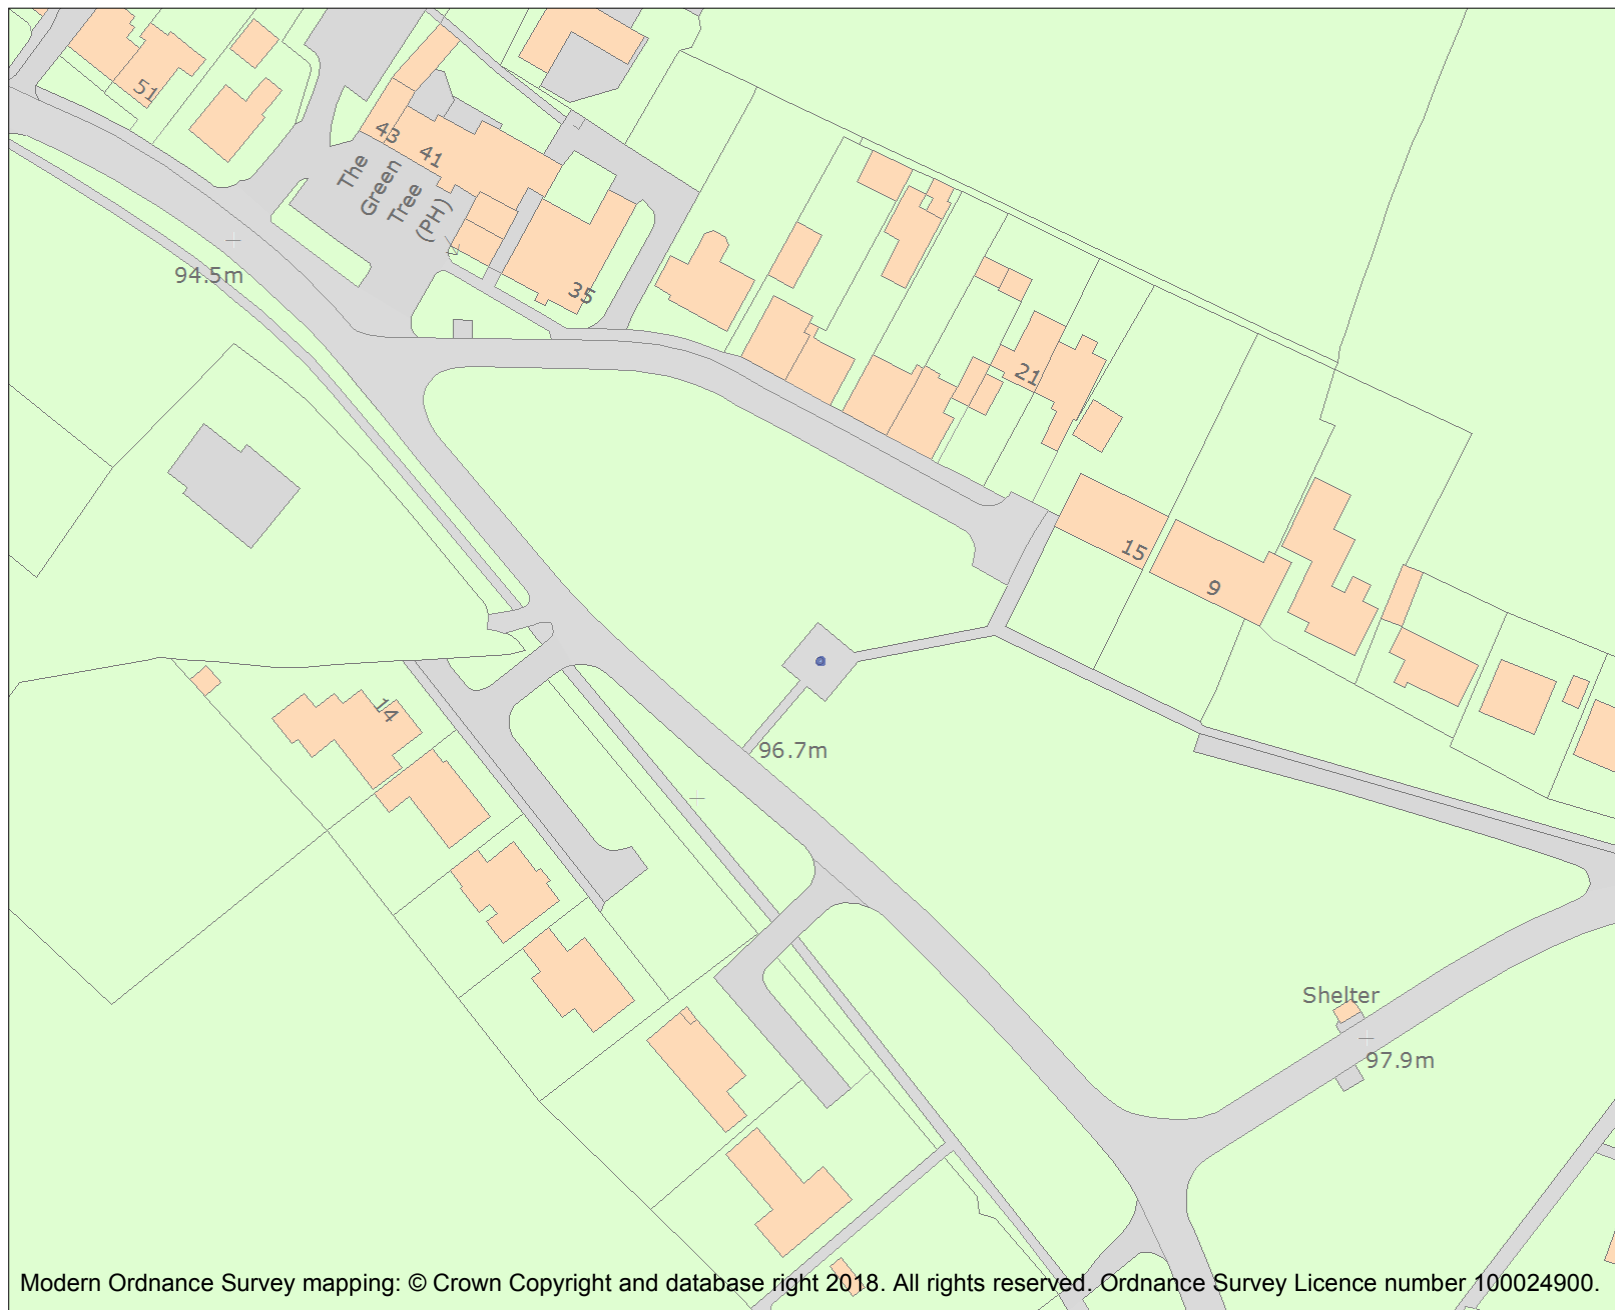 51
43
41
The
Green
Tree
(PH)
94.5m
35
21
15
9
14
96.7m
Shelter
97.9m
Modern Ordnance Survey mapping: © Crown Copyright and database right 2018. All rights reserved. Ordnance Survey Licence number 100024900.